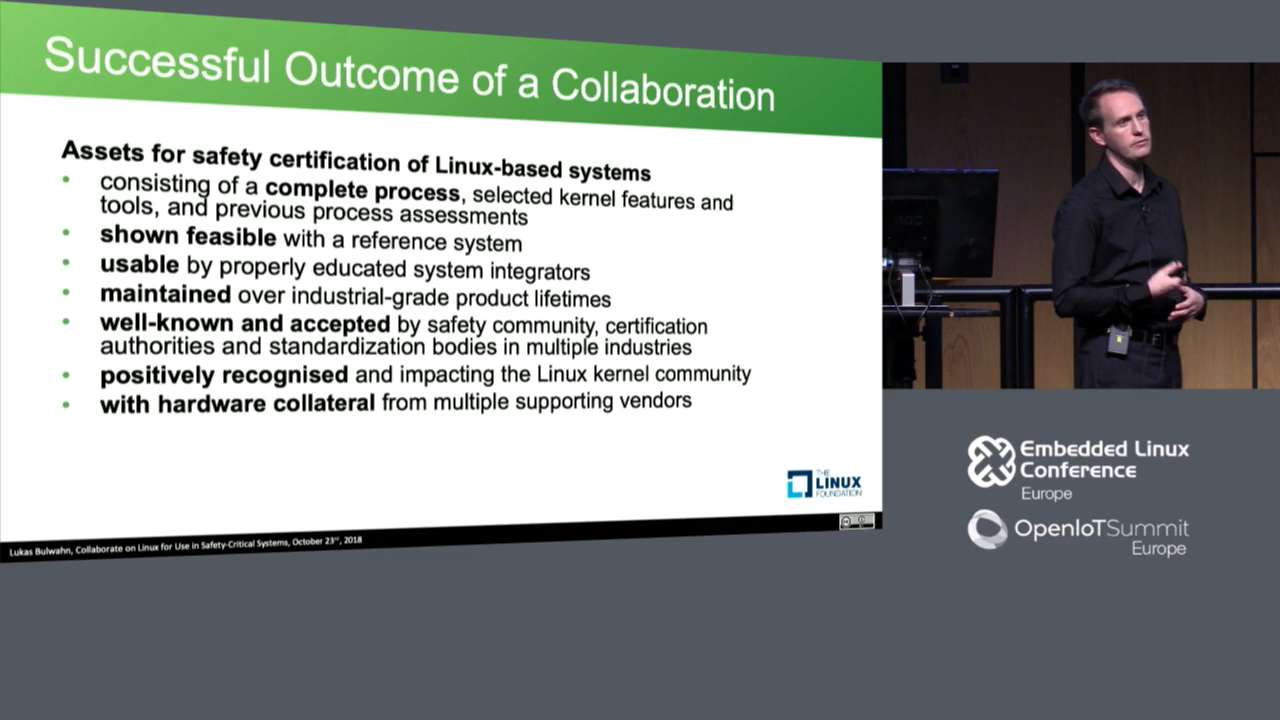 Successful Outcome of a Collaboration
Assets for safety certification of Linux-based systems
• consisting of a complete process, selected kernel features and
tools, and previous process assessments
• shown feasible with a reference system
• usable by properly educated system integrators
• maintained over industrial-grade product lifetimes
• well-known and accepted by safety community, certification
authorities and standardization bodies in multiple industries
• positively recognised and impacting the Linux kernel community
• with hardware collateral from multiple supporting vendors
THE
LINUX
FOUNDATION
Lukas Bulwahn, Collaborate on Linux for Use in Safety-Critical Systems, October 23rd, 2018
Embedded Linux
Conference
Europe
OpenIoTSummit
Europe